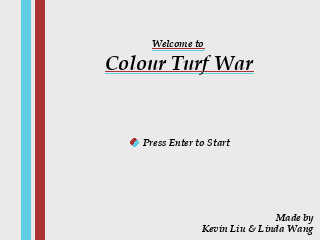 Welcome to
Colour Turf War
Press Enter to Start
Made by
Kevin Liu & Linda Wang